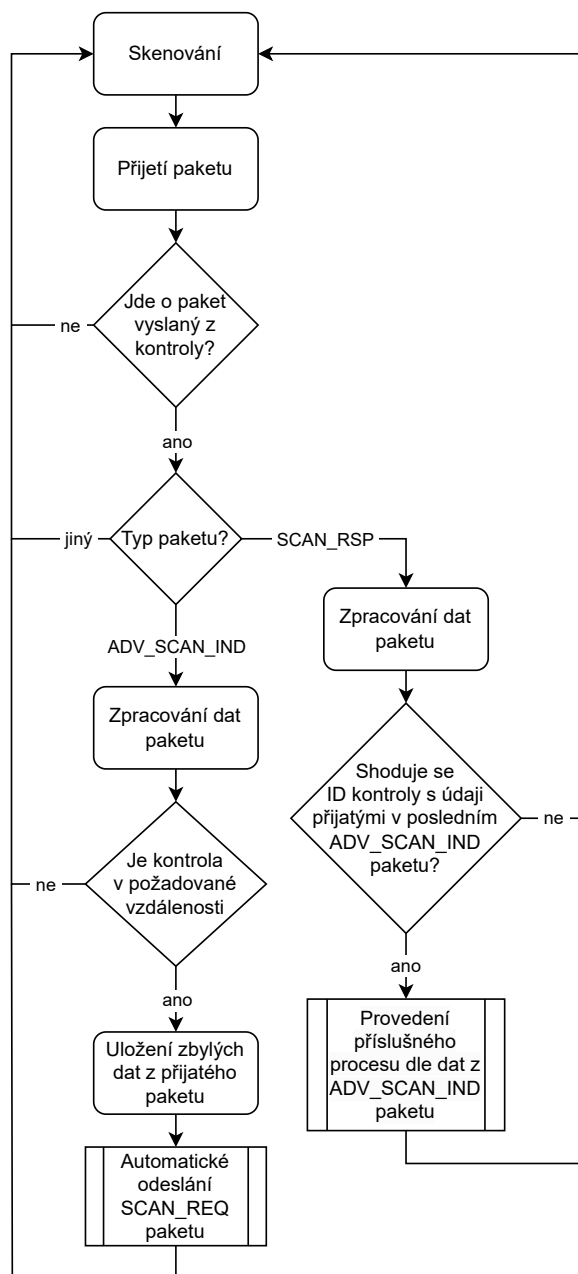 Skenování
Přijetí paketu
Jde o paket
vyslaný z
kontroly?
ne
ano
Typ paketu?
jiný
SCAN_RSP
ADV_SCAN_IND
Zpracování dat
paketu
Zpracování dat
paketu
Shoduje se
ID kontroly s údaji
přijatými v posledním
ADV_SCAN_IND
paketu?
ne
Je kontrola
v požadované
vzdálenosti
ne
ano
ano
Uložení zbylých
dat z přijatého
paketu
Provedení
příslušného
procesu dle dat z
ADV_SCAN_IND
paketu
Automatické
odeslání
SCAN_REQ
paketu